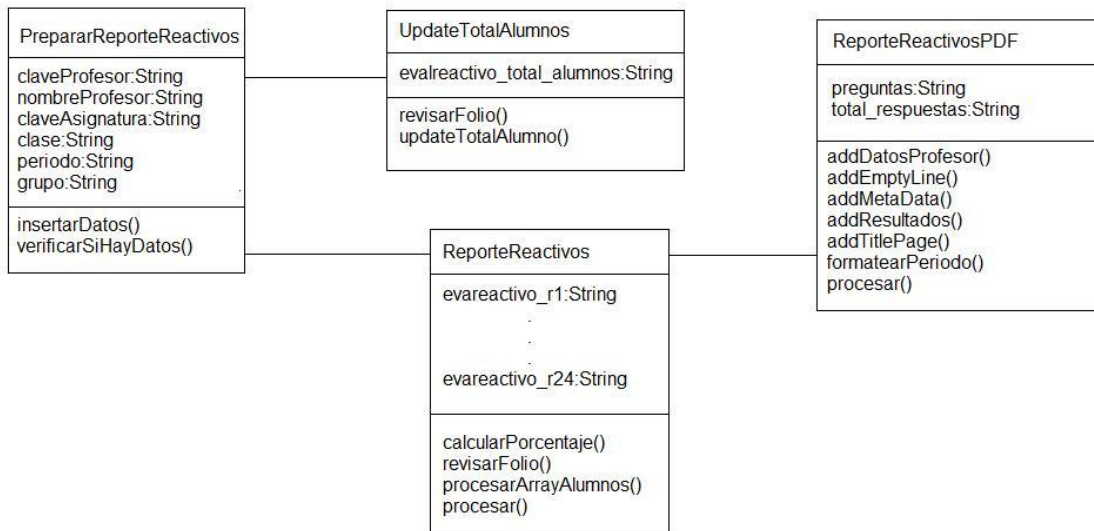 PrepararReporteReactivos
claveProfesor:String
nombreProfesor:String
claveAsignatura:String
clase:String
periodo:String
grupo:String
insertarDatos()
verificarSiHayDatos()
UpdateTotalAlumnos
evalreactivo_total_alumnos:String
revisarFolio()
updateTotalAlumno()
ReporteReactivosPDF
preguntas:String
total_respuestas:String
addDatosProfesor()
addEmptyLine()
addMetaData()
addResultados()
addTitlePage()
formatearPeriodo()
procesar()
ReporteReactivos
evareactivo_r1:String
.
.
.
evareactivo_r24:String
calcularPorcentaje()
revisarFolio()
procesarArrayAlumnos()
procesar()